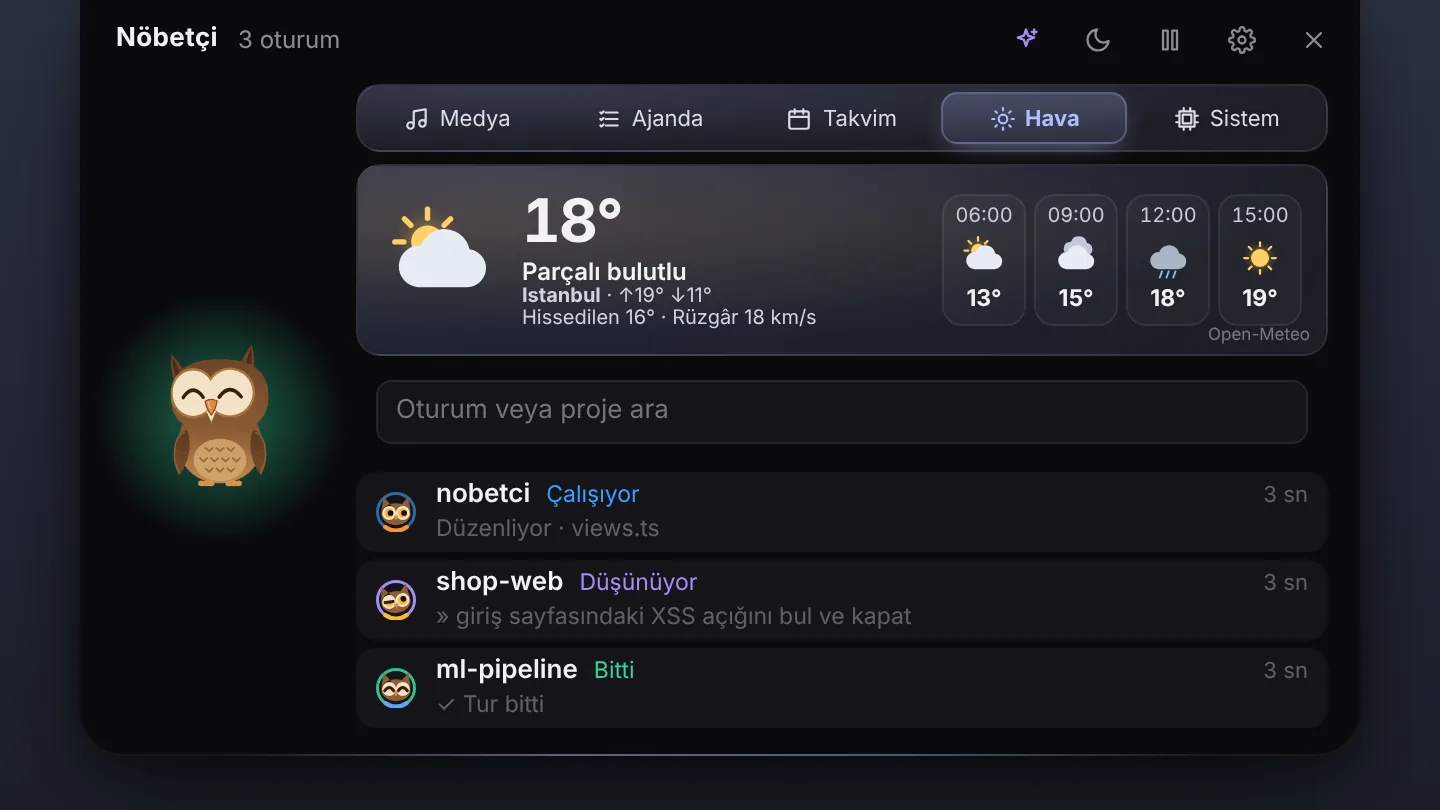 Nöbetçi 3 oturum
Medya Ajanda Takvim Hava Sistem
18°
Parçalı bulutlu
Istanbul · ↑19° ↓11°
Hissedilen 16° · Rüzgâr 18 km/s
06:00 09:00 12:00 15:00
13° 15° 18° 19°
Open-Meteo
Oturum veya proje ara
nobetci Çalışıyor 3 sn
Düzenliyor · views.ts
shop-web Düşünüyor 3 sn
» giriş sayfasındaki XSS açığını bul ve kapat
ml-pipeline Bitti 3 sn
✓ Tur bitti